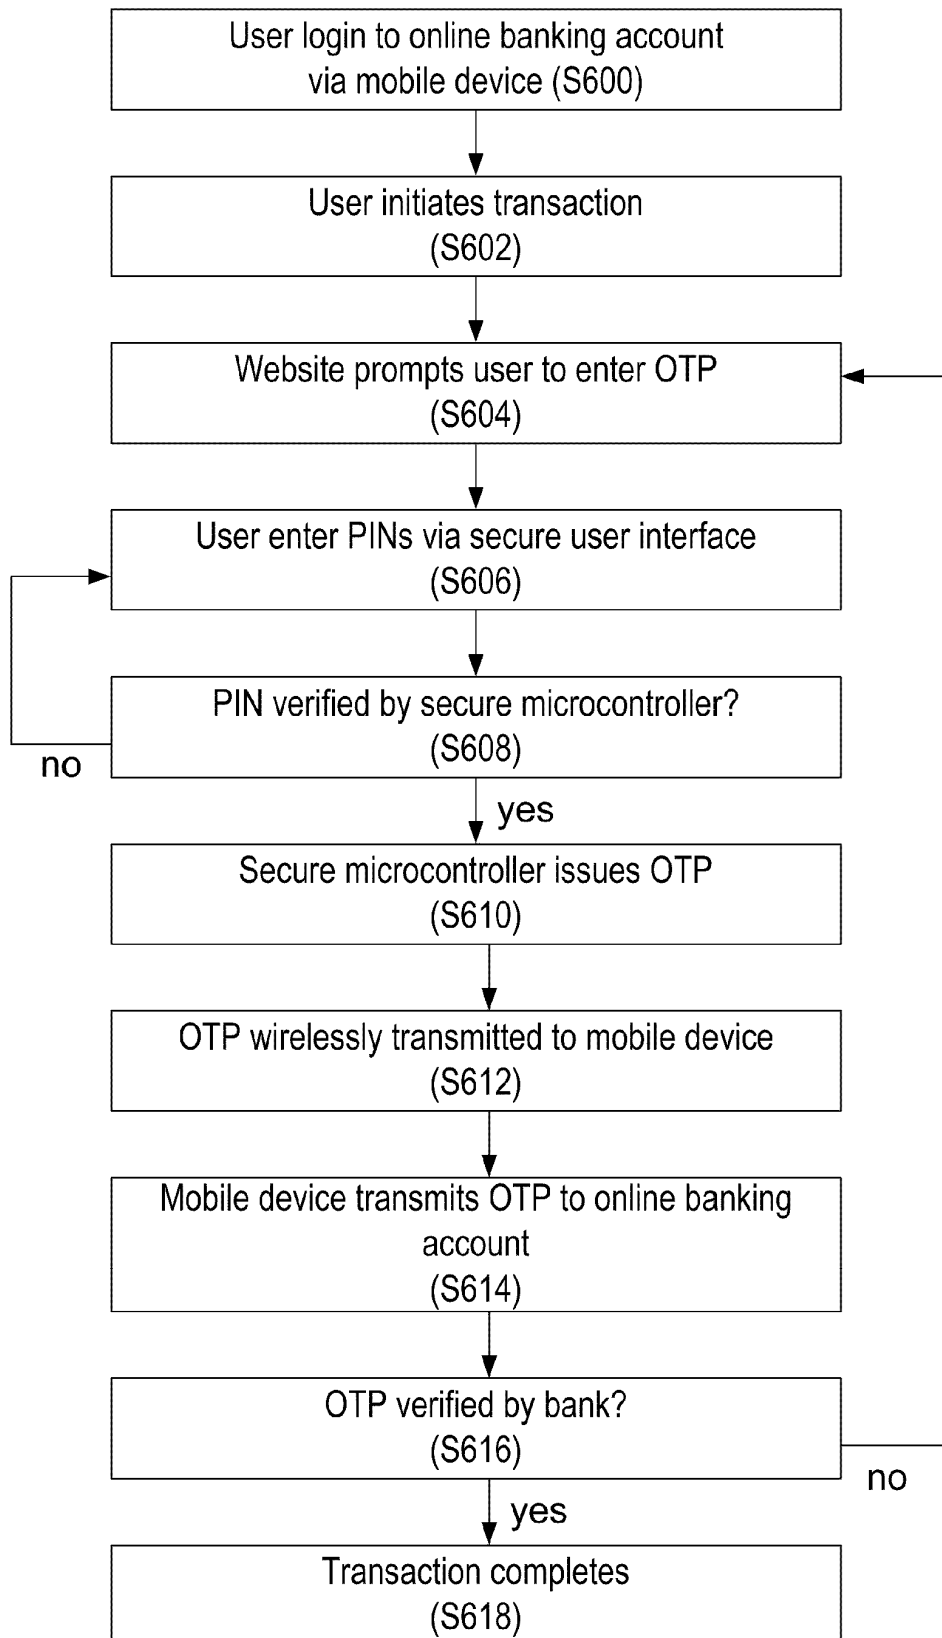 User login to online banking account
via mobile device (S600)
User initiates transaction
(S602)
Website prompts user to enter OTP
(S604)
User enter PINs via secure user interface
(S606)
PIN verified by secure microcontroller?
(S608)
no
yes
Secure microcontroller issues OTP
(S610)
OTP wirelessly transmitted to mobile device
(S612)
Mobile device transmits OTP to online banking
account
(S614)
OTP verified by bank?
(S616)
no
yes
Transaction completes
(S618)